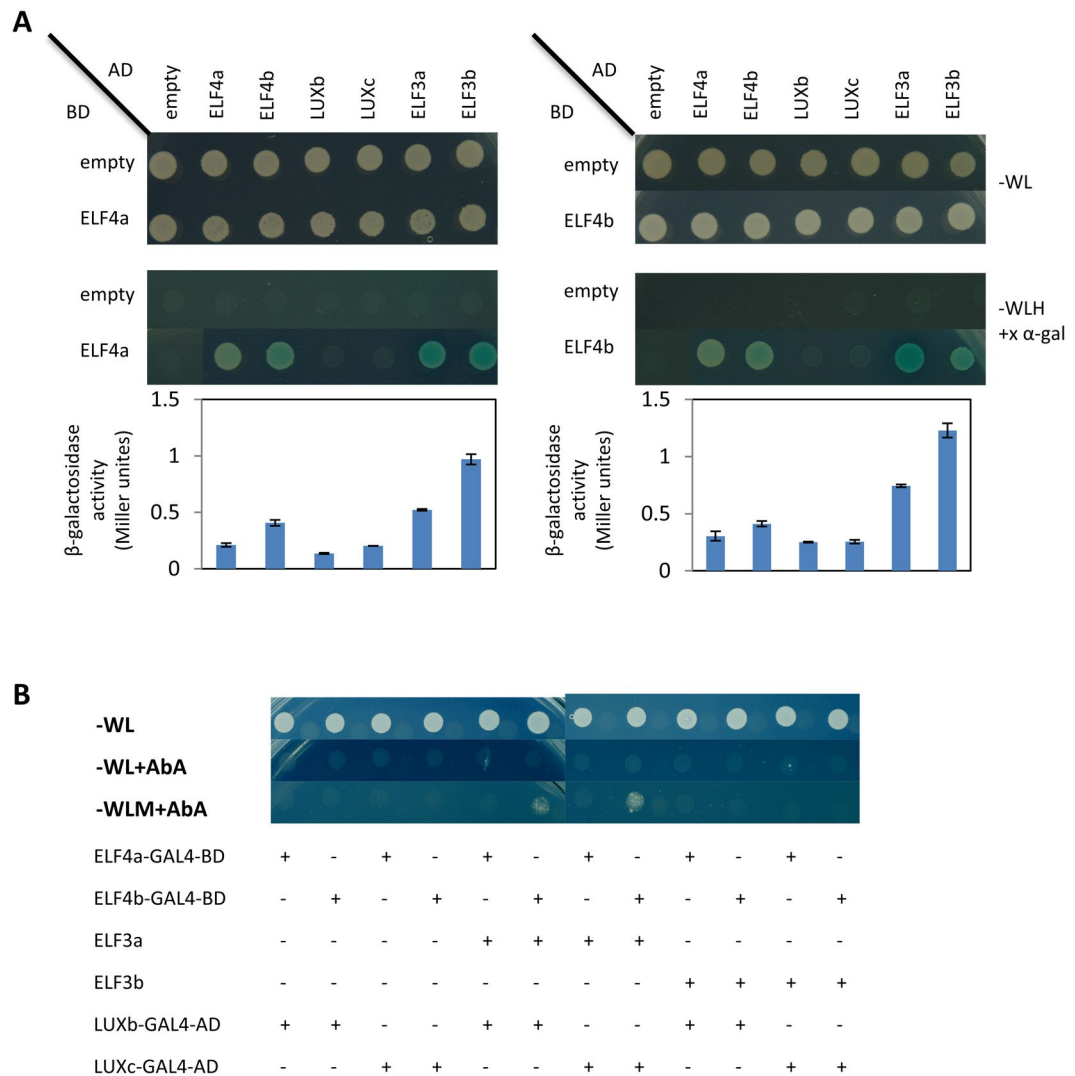 A
AD
BD
empty
ELF4a
ELF4b
LUXb
LUXc
ELF3a
ELF3b
empty
ELF4a
empty
ELF4a
1.5
1
0.5
0
β-galactosidase
activity
(Miller unites)
AD
BD
empty
ELF4a
ELF4b
LUXb
LUXc
ELF3a
ELF3b
empty
ELF4b
-WL
empty
ELF4b
-WLH
+x α-gal
1.5
1
0.5
0
β-galactosidase
activity
(Miller unites)
B
-WL
-WL+AbA
-WLM+AbA
ELF4a-GAL4-BD + - + - + - + - + - + -
ELF4b-GAL4-BD - + - + - + - + - + - +
ELF3a - - - - + + + + - - - -
ELF3b - - - - - - - - + + + +
LUXb-GAL4-AD + + - - + + - - + + - -
LUXc-GAL4-AD - - + + - - + + - - + +